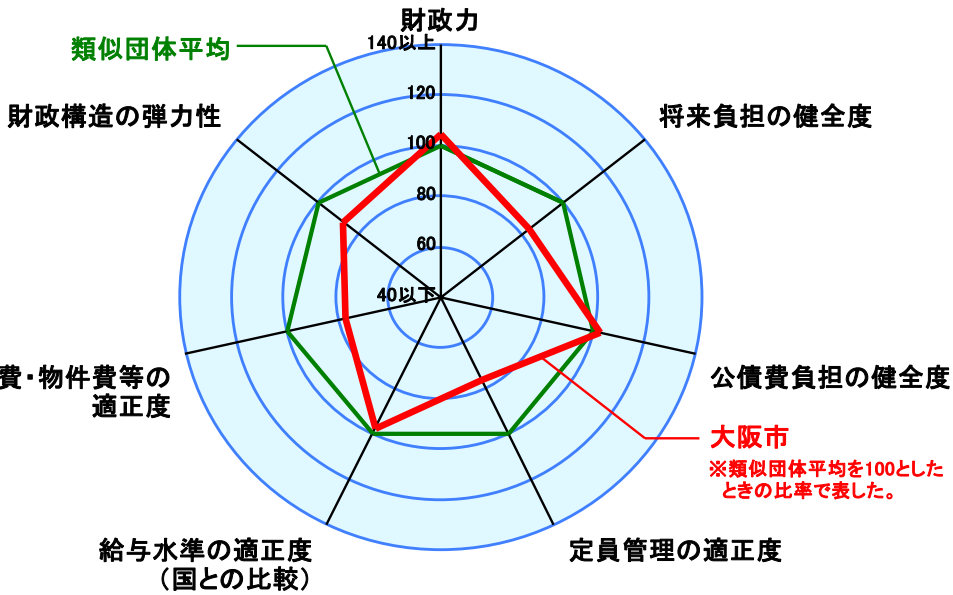 財政力
140以上
類似団体平均
120
財政構造の弾力性
将来負担の健全度
100
80
60
40以下
費・物件費等の
適正度
公債費負担の健全度
大阪市
※類似団体平均を100とした
ときの比率で表した。
給与水準の適正度
（国との比較）
定員管理の適正度